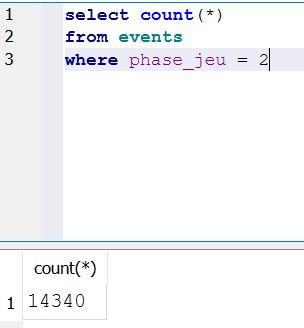 1 select count(*)
2 from events
3 where phase_jeu = 2
count(*)
1 14340